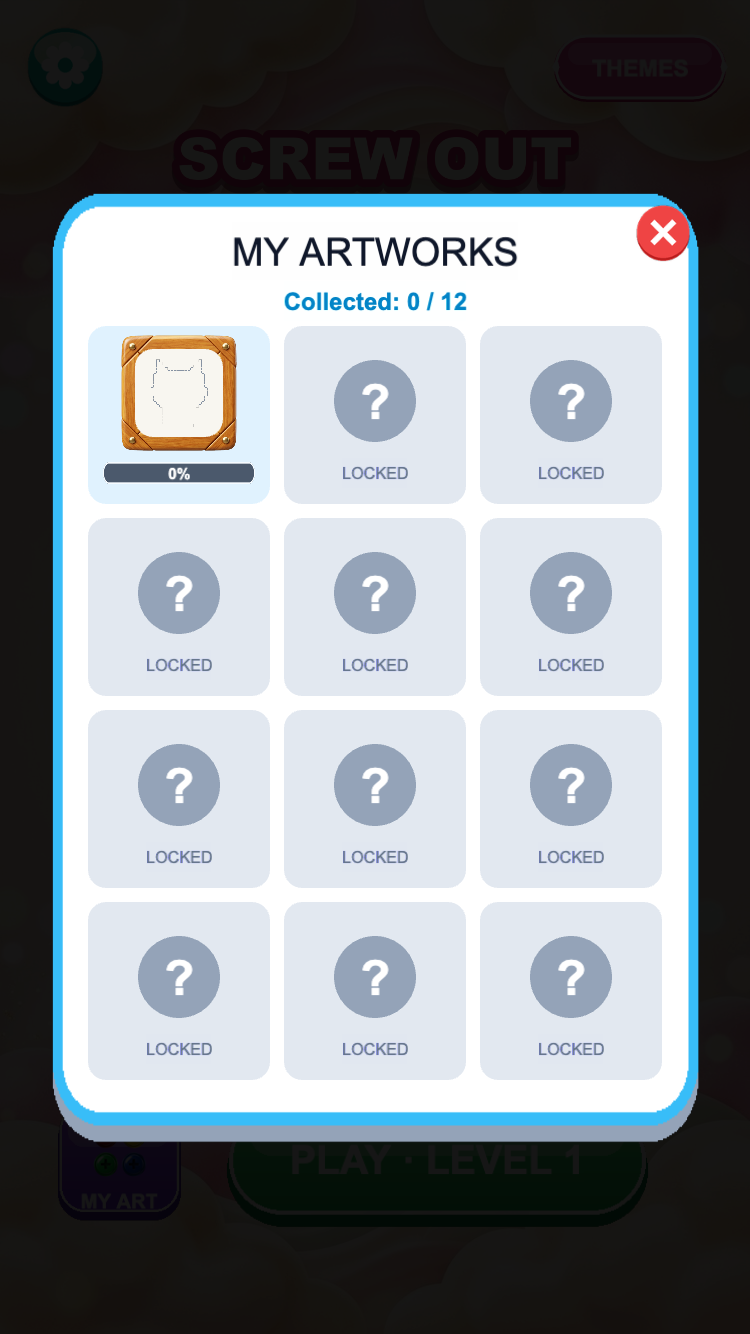 THEMES
SCREW OUT
MY ARTWORKS
Collected: 0 / 12
? ?
0% LOCKED LOCKED
? ? ?
LOCKED LOCKED LOCKED
? ? ?
LOCKED LOCKED LOCKED
? ? ?
LOCKED LOCKED LOCKED
PLAY · LEVEL 1
MY ART